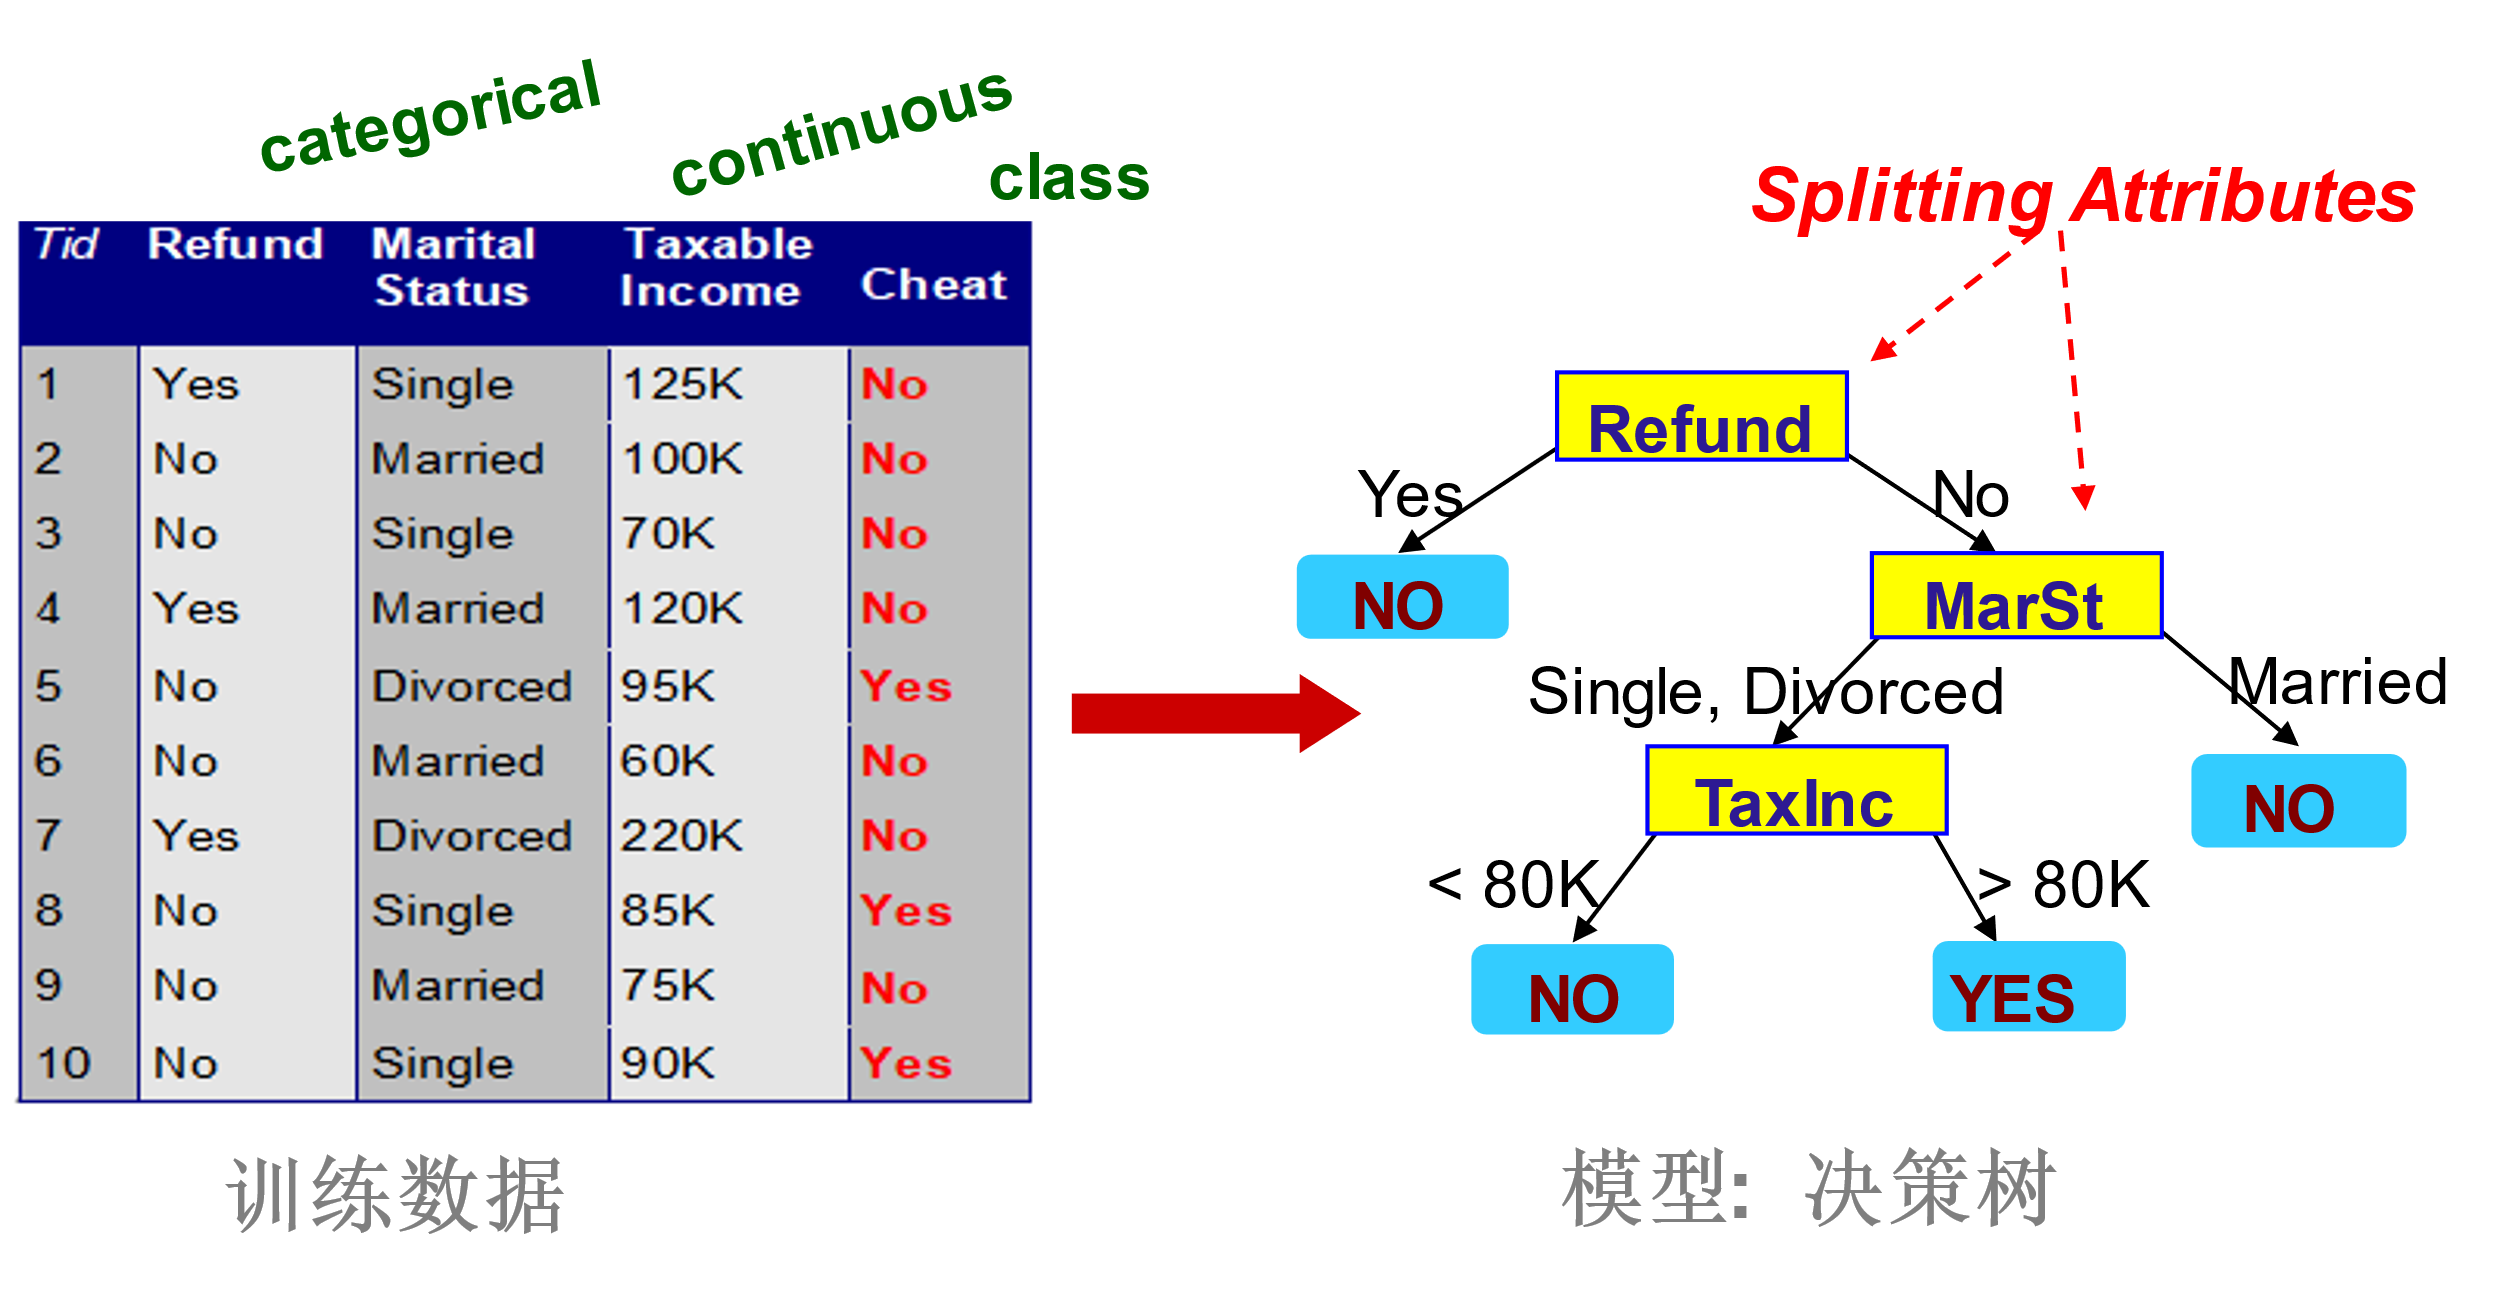 categorical
continuous
class
Tid Refund Marital Status Taxable Income Cheat
1 Yes Single 125K No
2 No Married 100K No
3 No Single 70K No
4 Yes Married 120K No
5 No Divorced 95K Yes
6 No Married 60K No
7 Yes Divorced 220K No
8 No Single 85K Yes
9 No Married 75K No
10 No Single 90K Yes
训练数据
Splitting Attributes
Refund
Yes No
NO
MarSt
Single, Divorced Married
TaxInc
NO
< 80K > 80K
NO YES
模型: 决策树